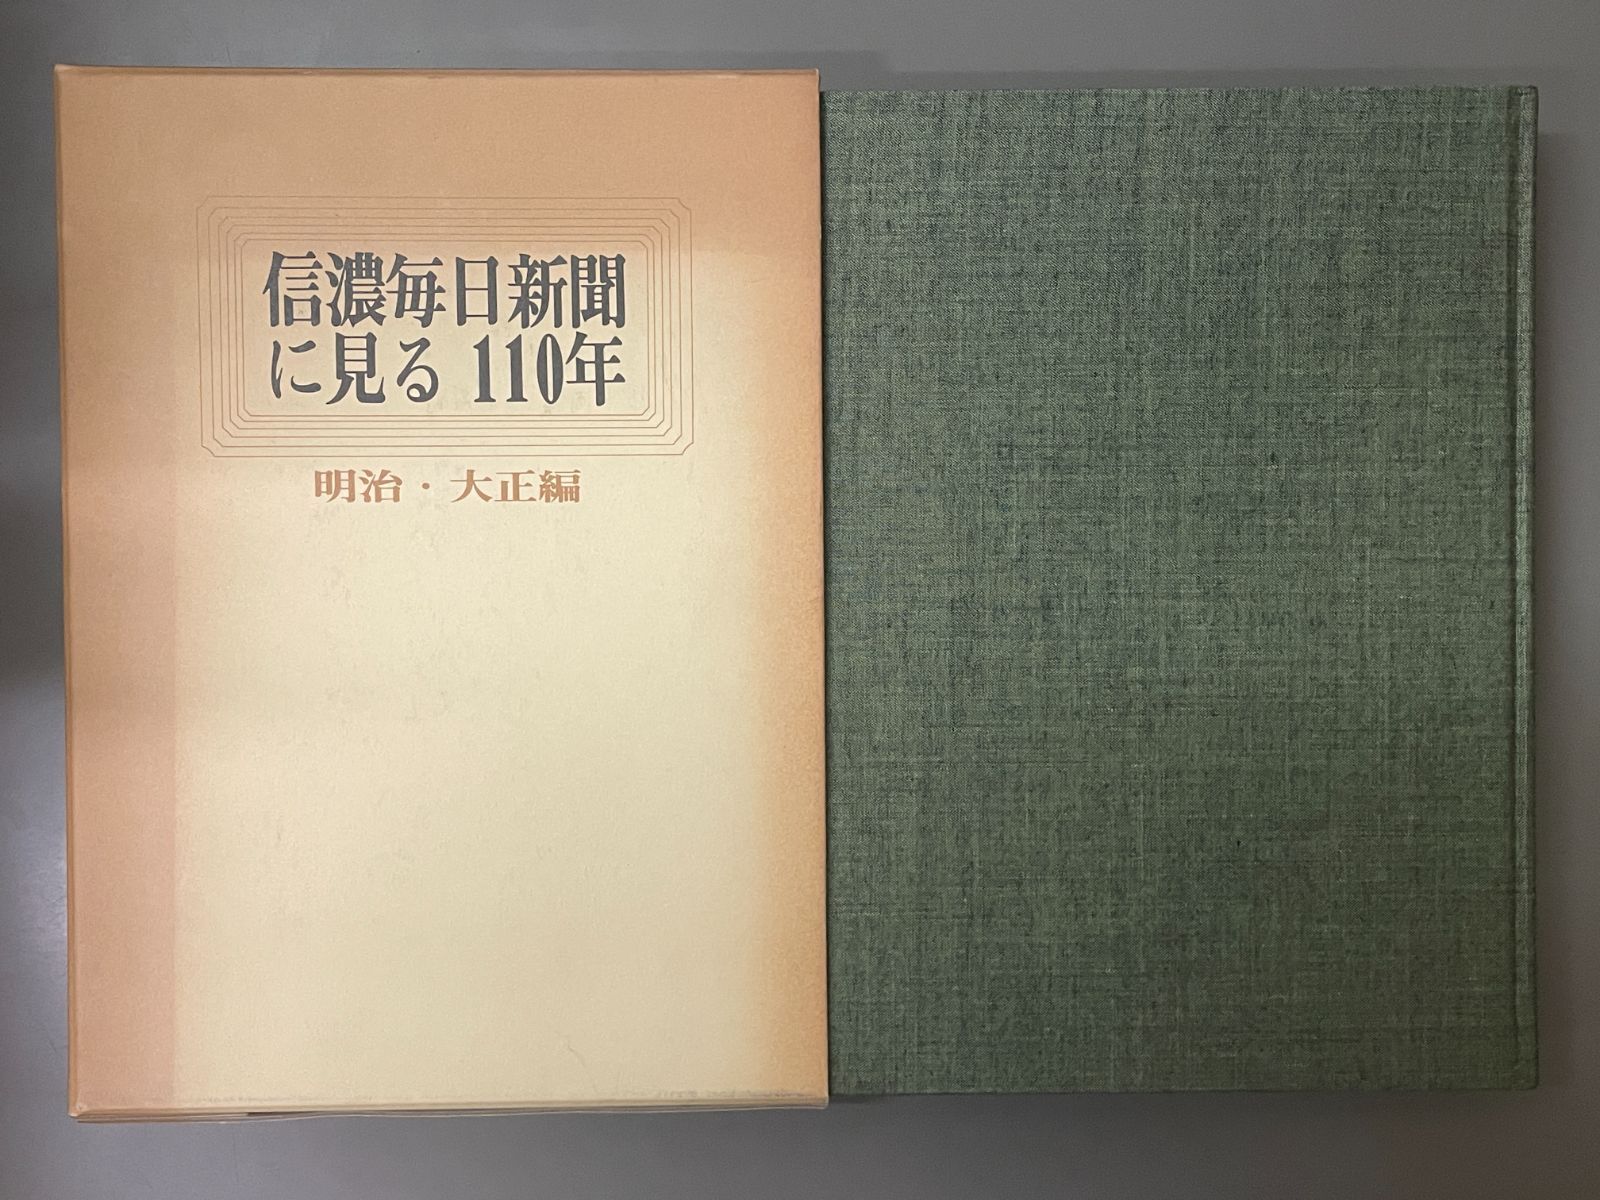 信濃毎日新聞
に見る 110年
明治・大正編